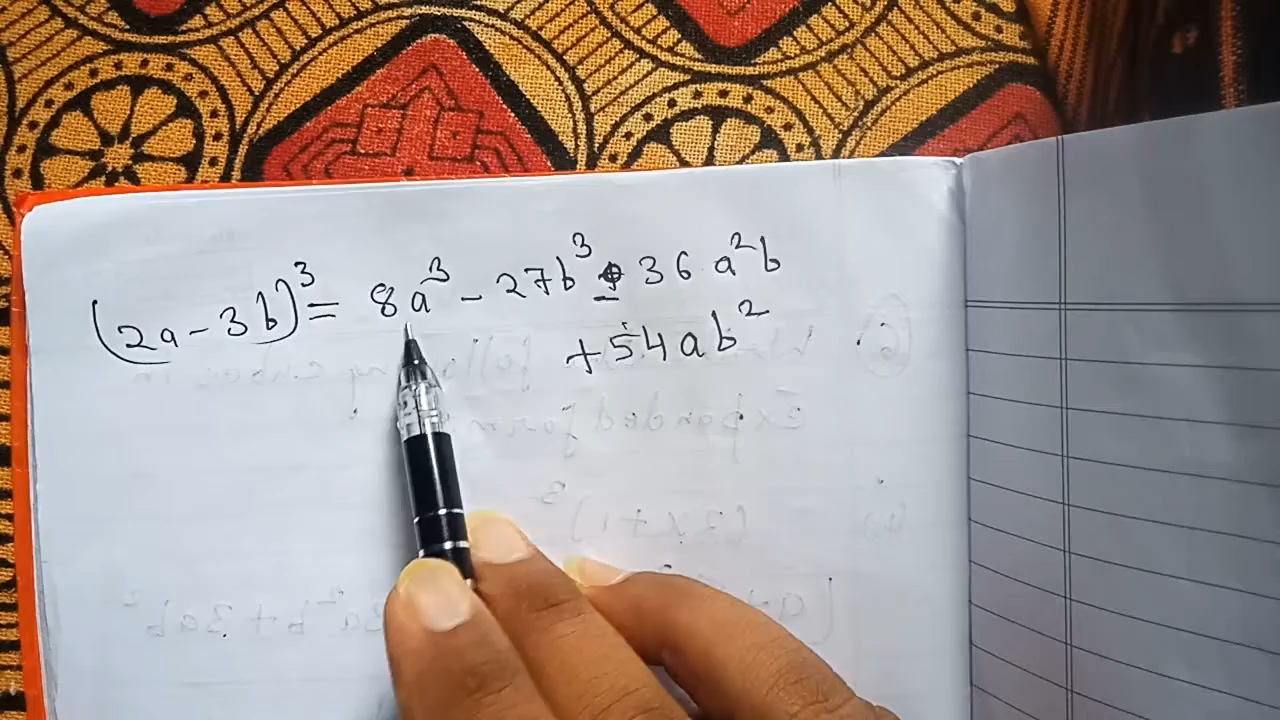 (2a - 3b)³ = 8a³ - 27b³ - 36a²b
+ 54ab²